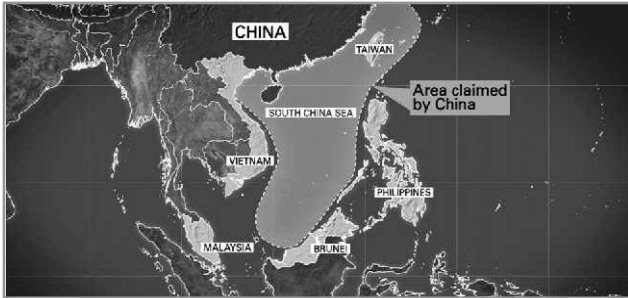 CHINA
TAIWAN
Area claimed
by China
SOUTH CHINA SEA
VIETNAM
PHILIPPINES
MALAYSIA
BRUNEI